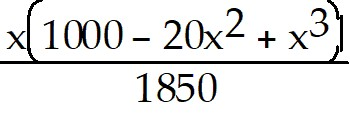 x(1000 − 20x² + x³)
1850